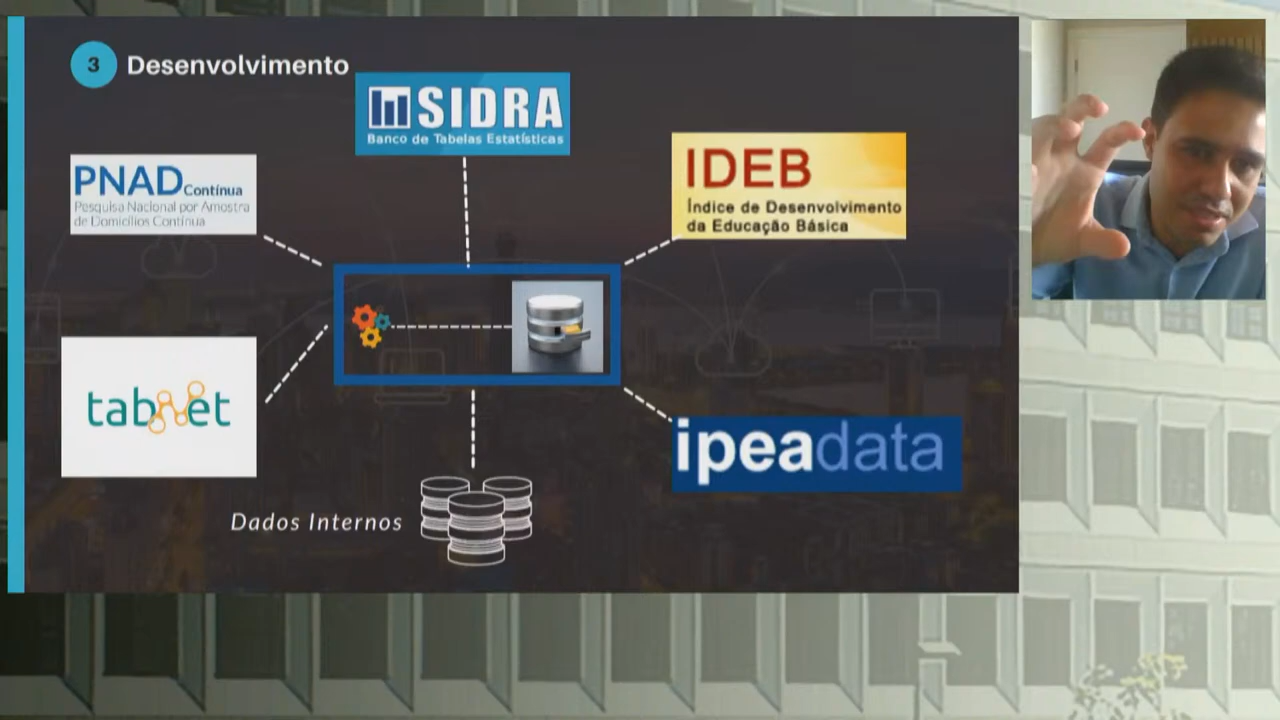 3 Desenvolvimento
SIDRA
Banco de Tabelas Estatísticas
PNAD Contínua
Pesquisa Nacional por Amostra
de Domicílios Contínua
IDEB
Índice de Desenvolvimento
da Educação Básica
tabnet
ipeadata
Dados Internos